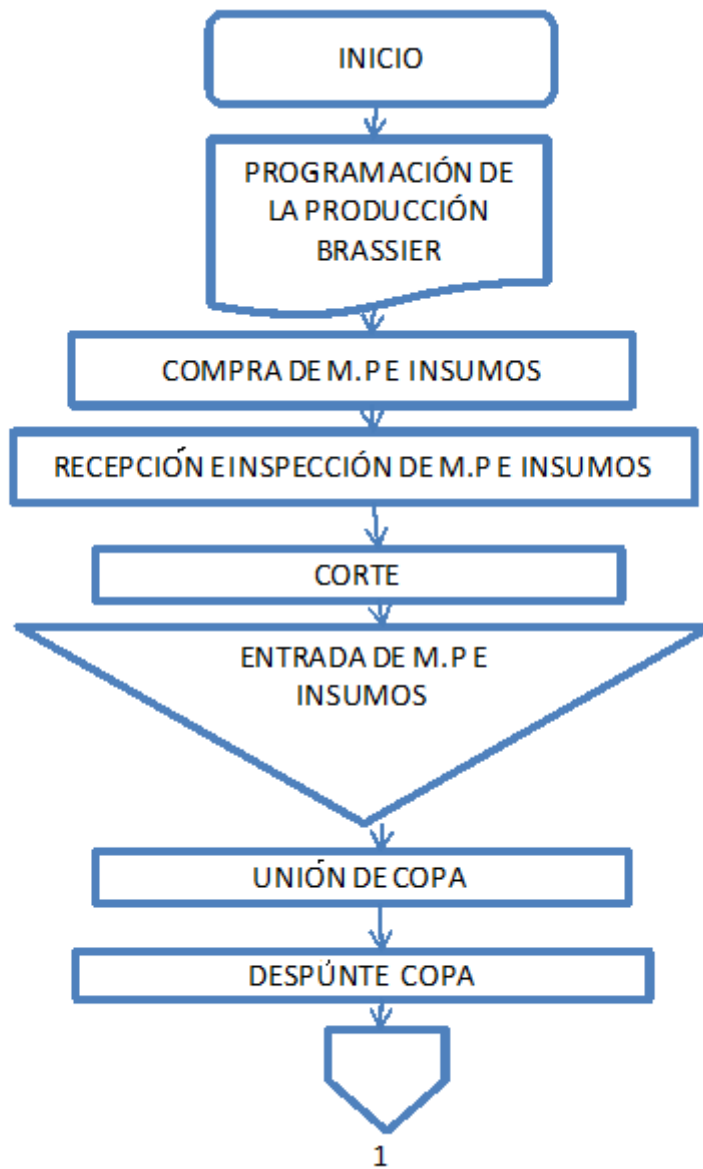 INICIO
PROGRAMACIÓN DE
LA PRODUCCIÓN
BRASSIER
COMPRA DE M.P E INSUMOS
RECEPCIÓN E INSPECCIÓN DE M.P E INSUMOS
CORTE
ENTRADA DE M.P E
INSUMOS
UNIÓN DE COPA
DESPÚNTE COPA
1